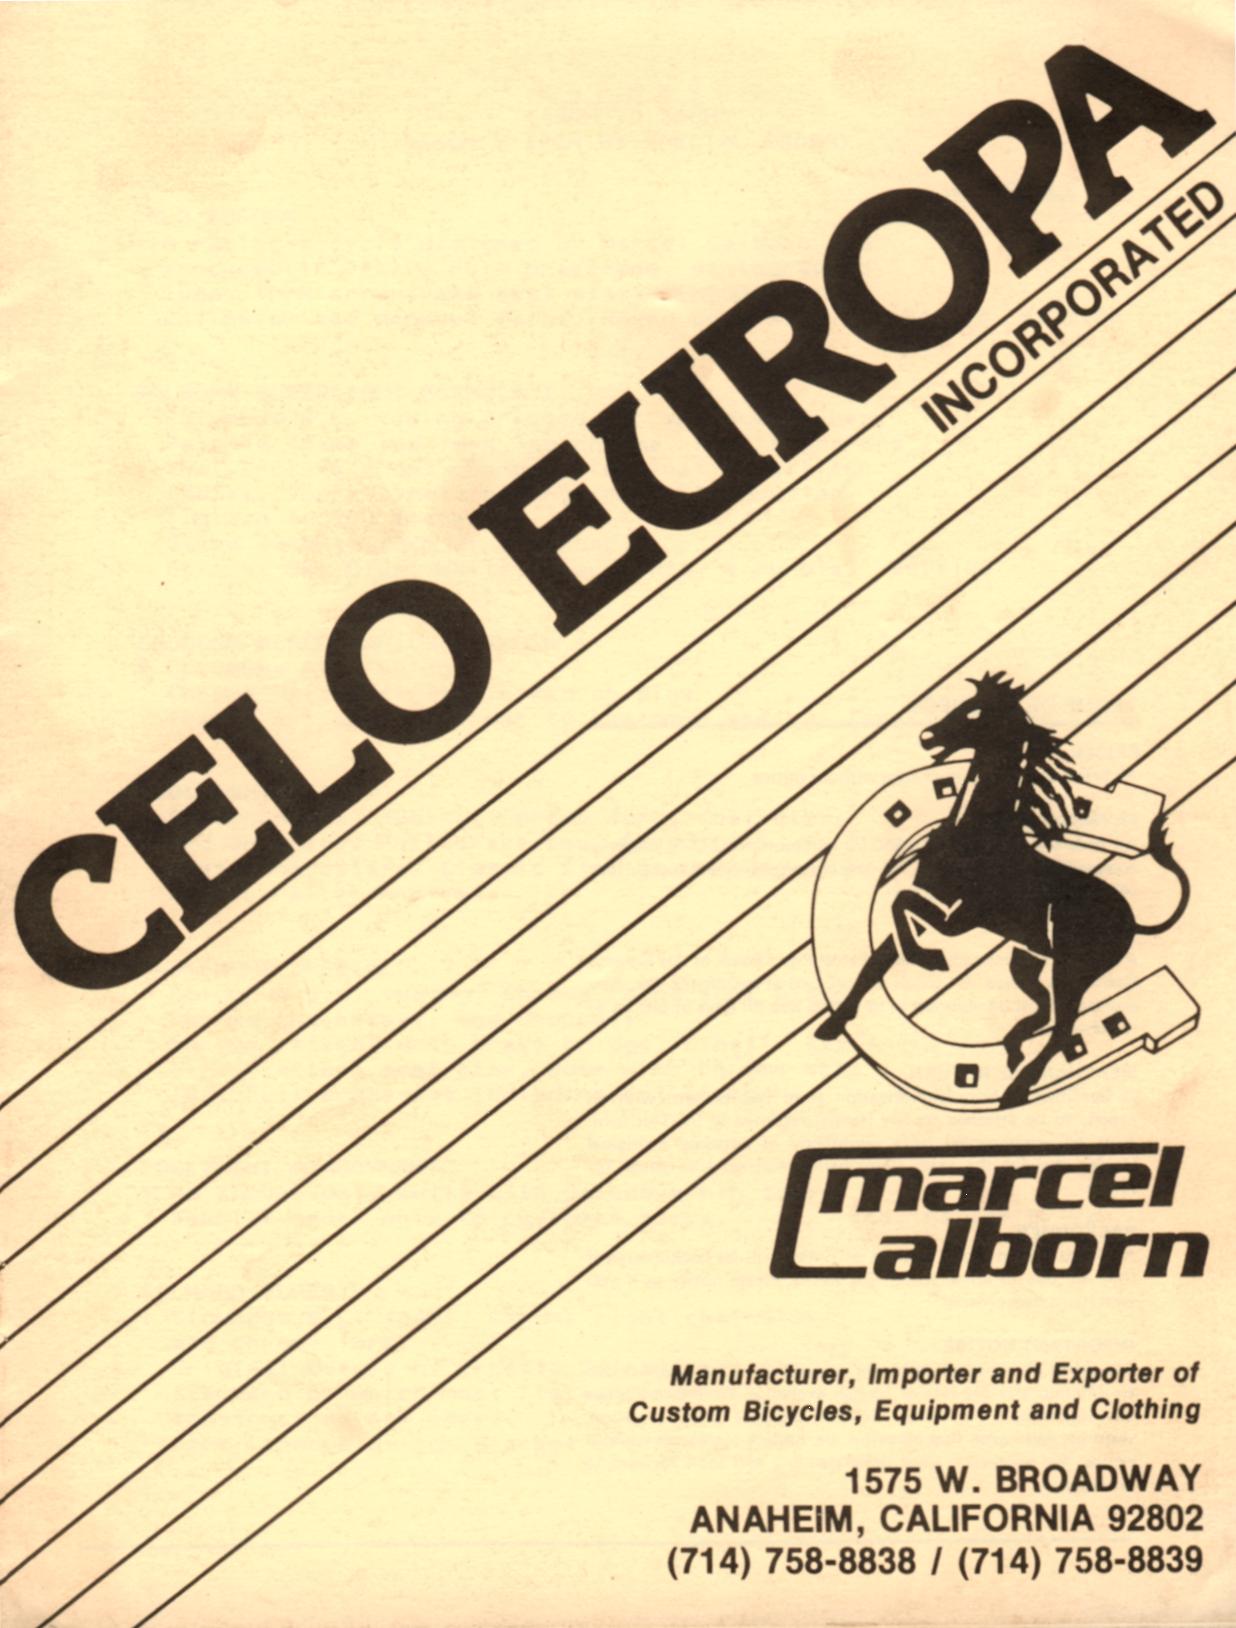 CELO EUROPA
INCORPORATED
marcel
Calborn
Manufacturer, Importer and Exporter of
Custom Bicycles, Equipment and Clothing
1575 W. BROADWAY
ANAHEIM, CALIFORNIA 92802
(714) 758-8838 / (714) 758-8839